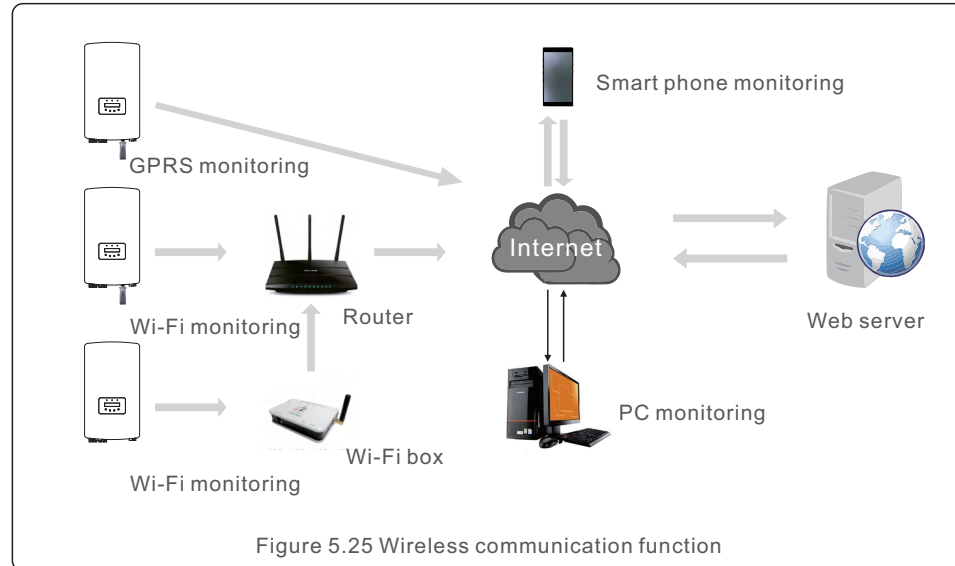 Smart phone monitoring
GPRS monitoring
Internet
Wi-Fi monitoring
Router
Web server
PC monitoring
Wi-Fi box
Wi-Fi monitoring
Figure 5.25 Wireless communication function